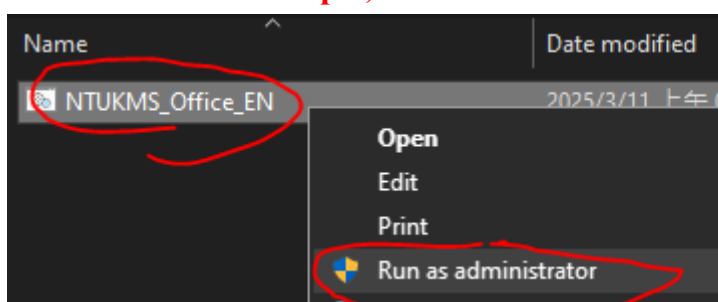 Name Date modified
NTUKMS_Office_EN 2025/3/11 上午
Open
Edit
Print
Run as administrator